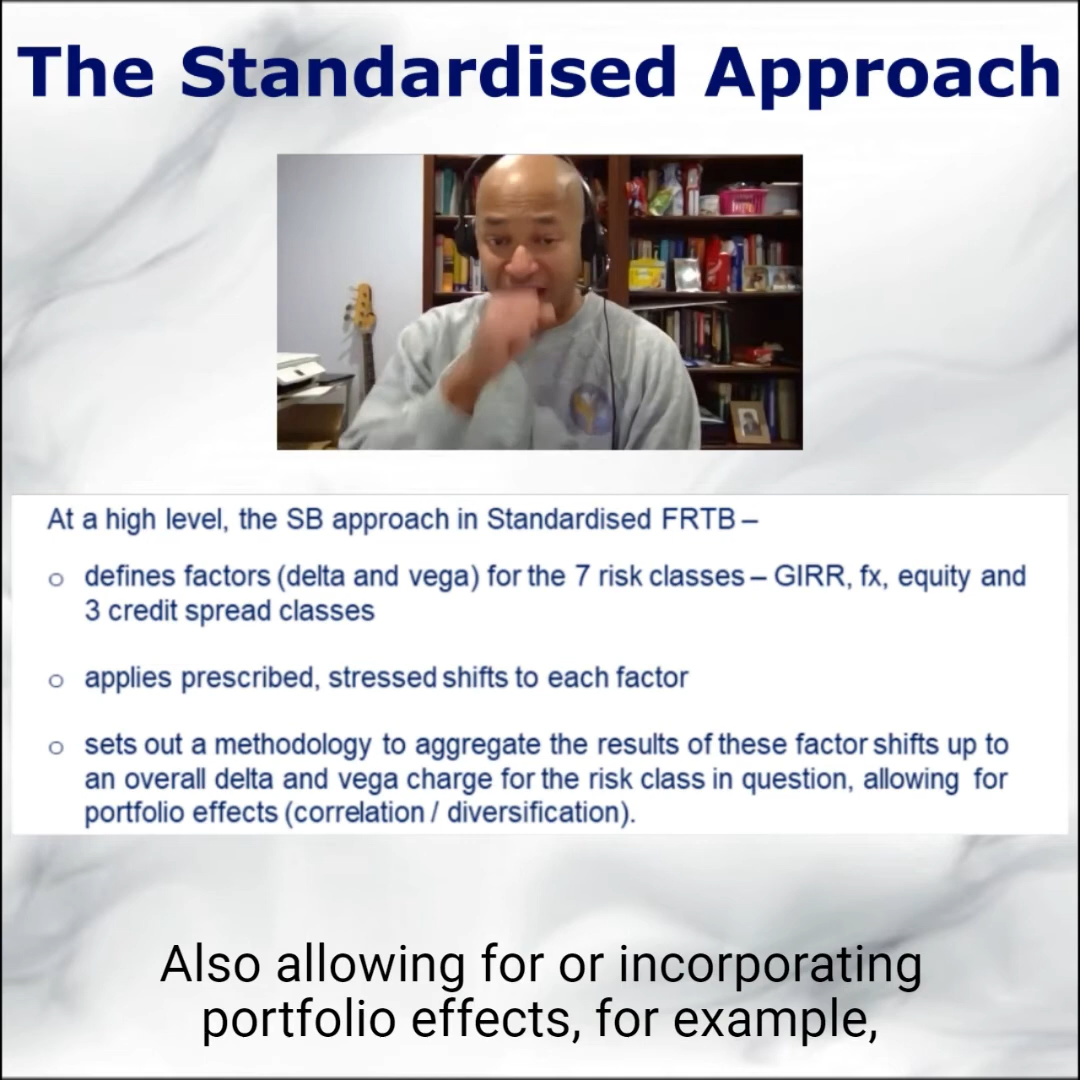 The Standardised Approach
At a high level, the SB approach in Standardised FRTB –
o defines factors (delta and vega) for the 7 risk classes – GIRR, fx, equity and
3 credit spread classes
o applies prescribed, stressed shifts to each factor
o sets out a methodology to aggregate the results of these factor shifts up to
an overall delta and vega charge for the risk class in question, allowing for
portfolio effects (correlation / diversification).
Also allowing for or incorporating
portfolio effects, for example,